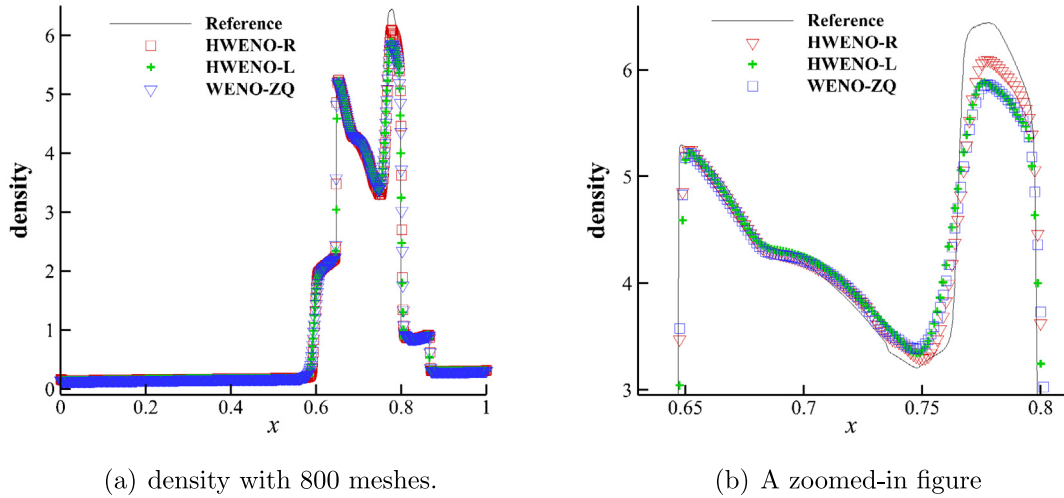 Reference
HWENO-R
HWENO-L
WENO-ZQ
density
6
5
4
3
2
1
0
0 0.2 0.4 0.6 0.8 1
x
(a) density with 800 meshes.
Reference
HWENO-R
HWENO-L
WENO-ZQ
density
6
5
4
3
0.65 0.7 0.75 0.8
x
(b) A zoomed-in figure